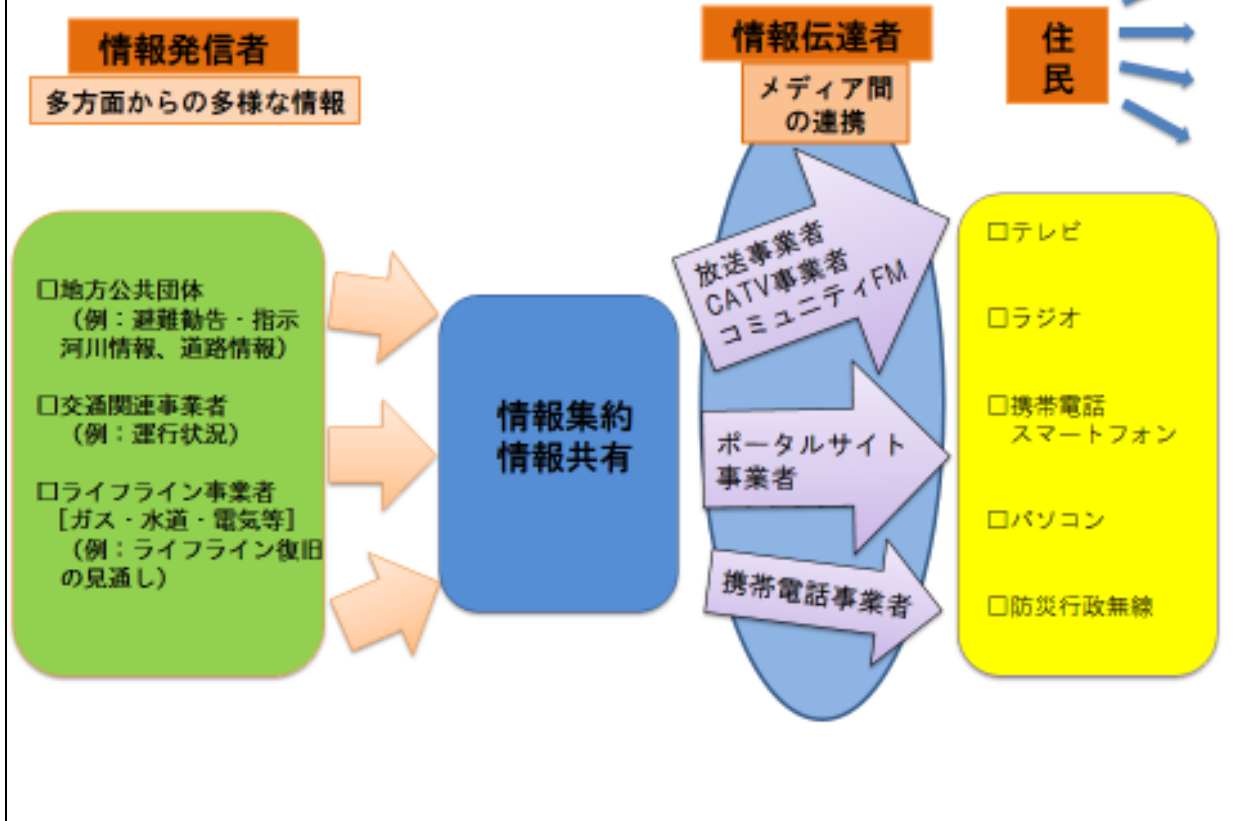 情報発信者
多方面からの多様な情報
情報伝達者
メディア間
の連携
住
民
□地方公共団体
（例：避難勧告・指示
河川情報、道路情報）
□交通関連事業者
（例：運行状況）
□ライフライン事業者
［ガス・水道・電気等］
（例：ライフライン復旧
の見通し）
情報集約
情報共有
放送事業者
CATV事業者
コミュニティFM
ポータルサイト
事業者
携帯電話事業者
□テレビ
□ラジオ
□携帯電話
スマートフォン
□パソコン
□防災行政無線